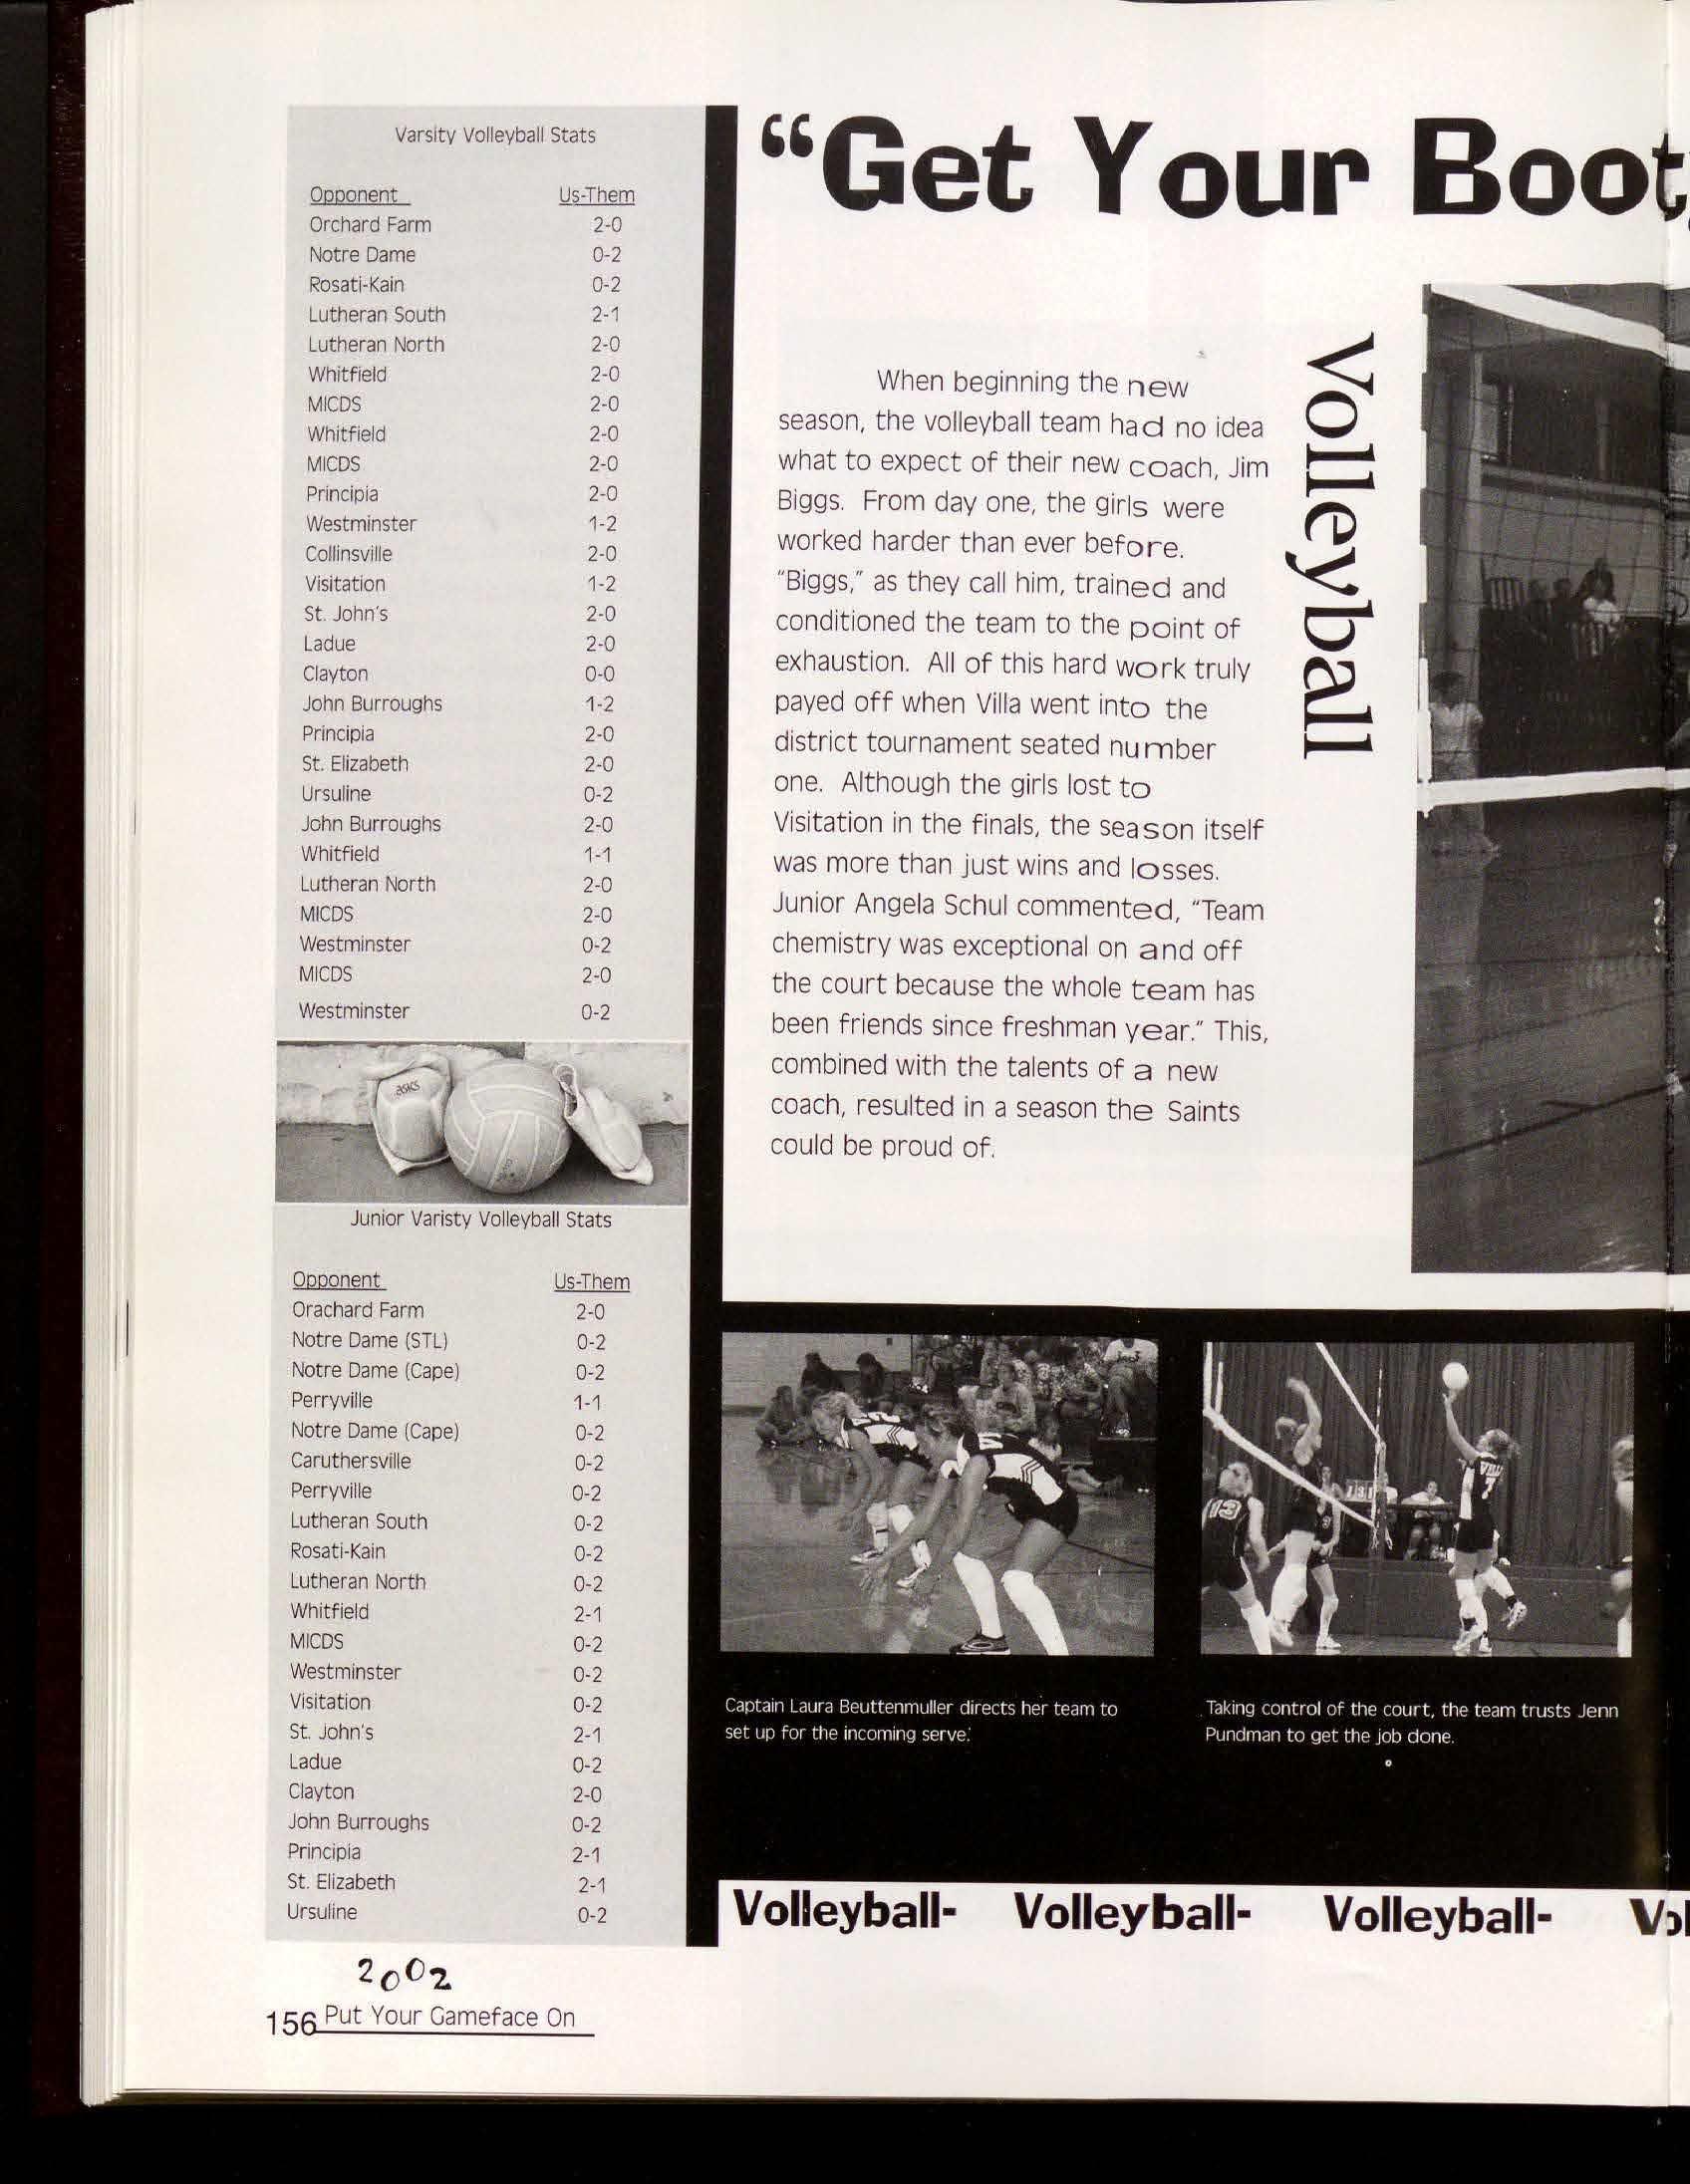 Varsity Volleyball Stats
Opponent Us-Them
Orchard Farm 2-0
Notre Dame 0-2
Rosati-Kain 0-2
Lutheran South 2-1
Lutheran North 2-0
Whitfield 2-0
MICDS 2-0
Whitfield 2-0
MICDS 2-0
Principia 2-0
Westminster 1-2
Collinsville 2-0
Visitation 1-2
St. John's 2-0
Ladue 2-0
Clayton 0-0
John Burroughs 1-2
Principia 2-0
St. Elizabeth 2-0
Ursuline 0-2
John Burroughs 2-0
Whitfield 1-1
Lutheran North 2-0
MICDS 2-0
Westminster 0-2
MICDS 2-0
Westminster 0-2
asics
Junior Varisty Volleyball Stats
Opponent Us-Them
Orachard Farm 2-0
Notre Dame (STL) 0-2
Notre Dame (Cape) 0-2
Perryville 1-1
Notre Dame (Cape) 0-2
Caruthersville 0-2
Perryville 0-2
Lutheran South 0-2
Rosati-Kain 0-2
Lutheran North 0-2
Whitfield 2-1
MICDS 0-2
Westminster 0-2
Visitation 0-2
St. John's 2-1
Ladue 0-2
Clayton 2-0
John Burroughs 0-2
Principia 2-1
St. Elizabeth 2-1
Ursuline 0-2
"Get Your Boot
Volleyball
When beginning the new
season, the volleyball team had no idea
what to expect of their new coach, Jim
Biggs. From day one, the girls were
worked harder than ever before.
"Biggs," as they call him, trained and
conditioned the team to the point of
exhaustion. All of this hard work truly
payed off when Villa went into the
district tournament seated number
one. Although the girls lost to
Visitation in the finals, the season itself
was more than just wins and losses.
Junior Angela Schul commented, "Team
chemistry was exceptional on and off
the court because the whole team has
been friends since freshman year." This,
combined with the talents of a new
coach, resulted in a season the Saints
could be proud of.
13
131
VILLA
7
Captain Laura Beuttenmuller directs her team to
set up for the incoming serve.
Taking control of the court, the team trusts Jenn
Pundman to get the job done.
Volleyball- Volleyball- Volleyball- Vol
2002
156 Put Your Gameface On